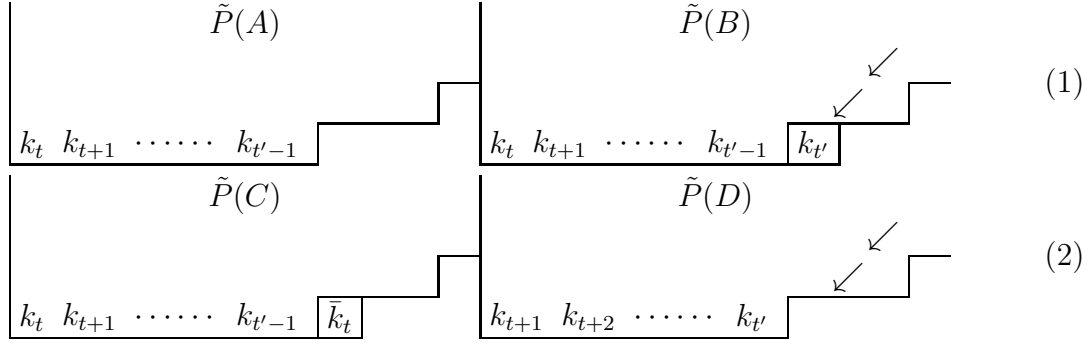 P̃(A) P̃(B)
(1)
k_t k_{t+1} ⋯⋯ k_{t'-1} k_t k_{t+1} ⋯⋯ k_{t'-1} k_{t'}
P̃(C) P̃(D)
(2)
k_t k_{t+1} ⋯⋯ k_{t'-1} k̄_t k_{t+1} k_{t+2} ⋯⋯ k_{t'}